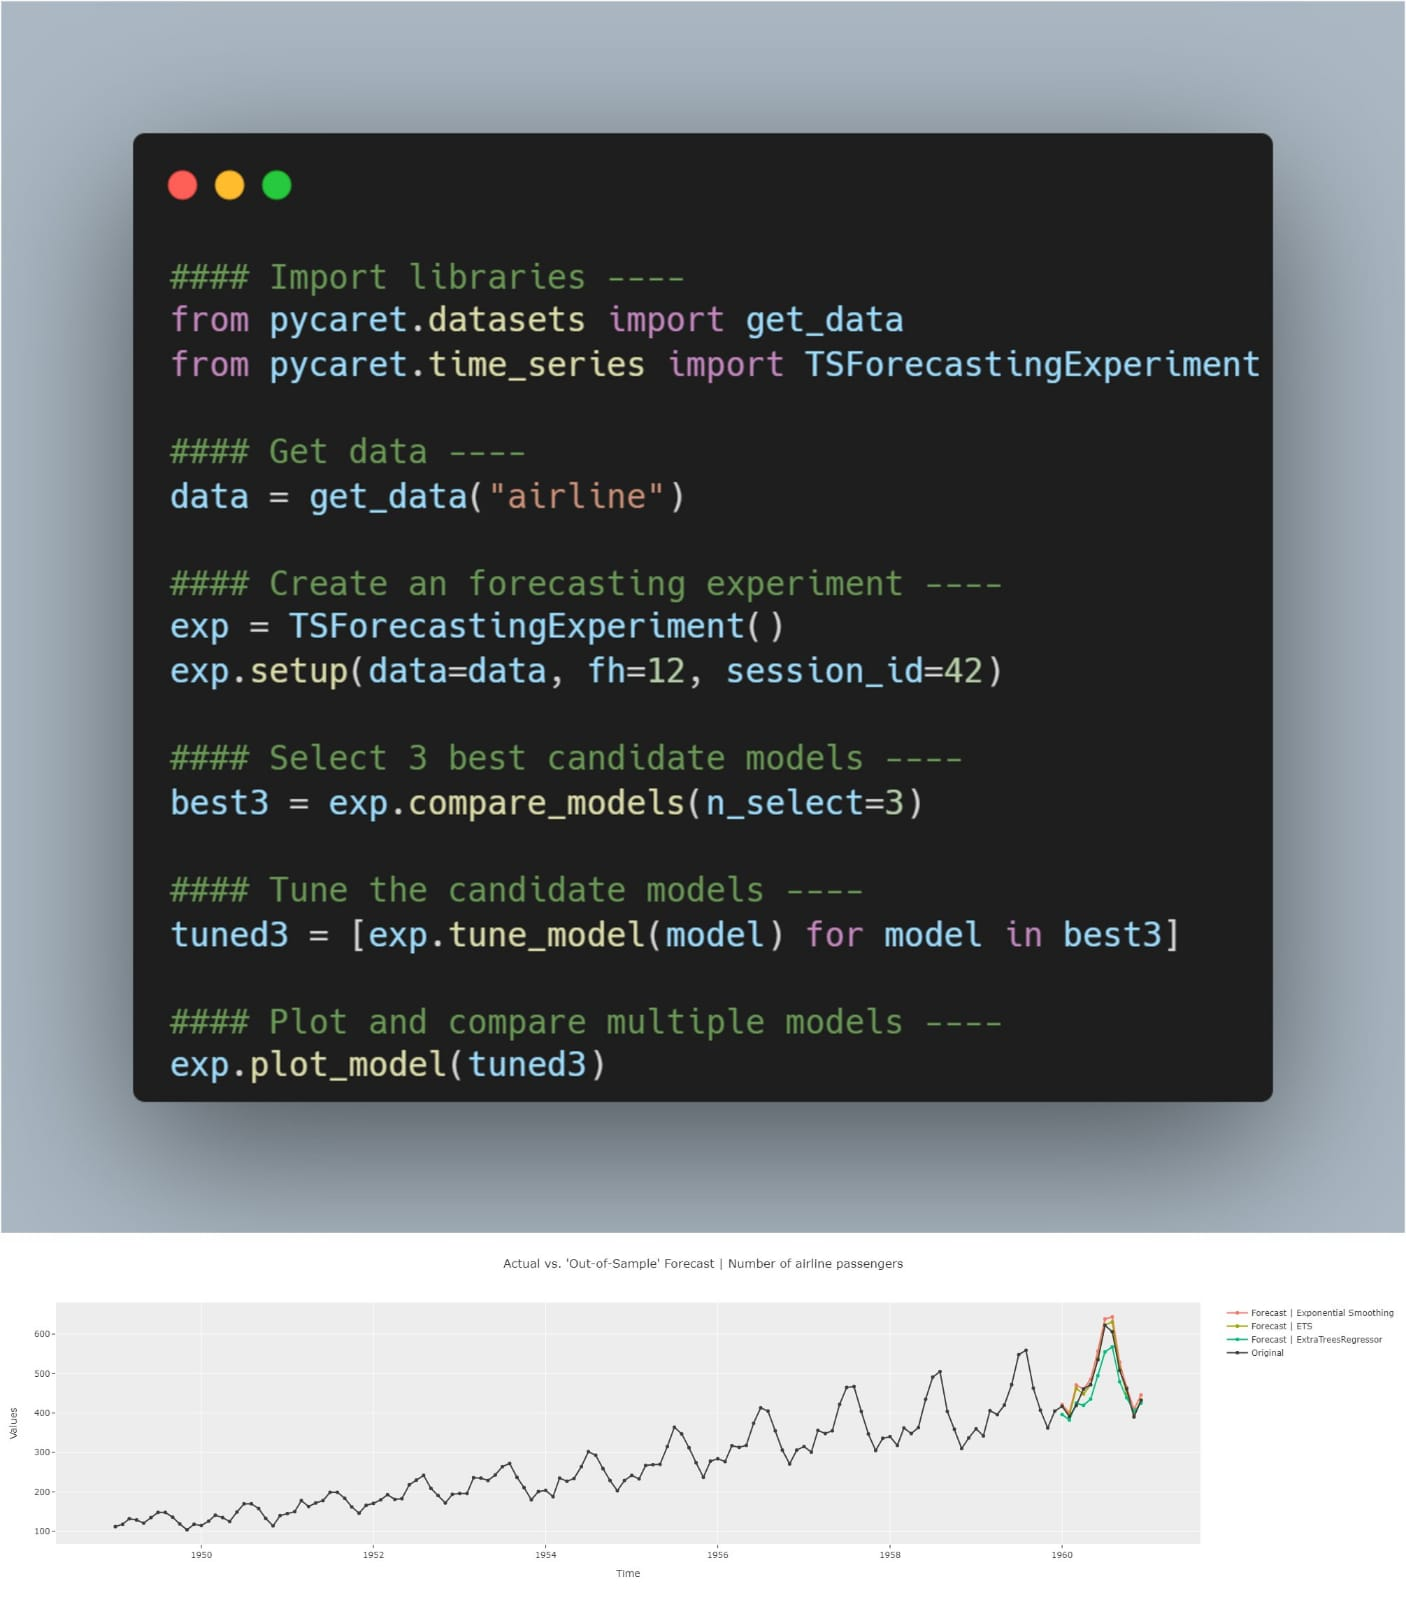 #### Import libraries ----
from pycaret.datasets import get_data
from pycaret.time_series import TSForecastingExperiment
#### Get data ----
data = get_data("airline")
#### Create an forecasting experiment ----
exp = TSForecastingExperiment()
exp.setup(data=data, fh=12, session_id=42)
#### Select 3 best candidate models ----
best3 = exp.compare_models(n_select=3)
#### Tune the candidate models ----
tuned3 = [exp.tune_model(model) for model in best3]
#### Plot and compare multiple models ----
exp.plot_model(tuned3)
Actual vs. 'Out-of-Sample' Forecast | Number of airline passengers
Forecast | Exponential Smoothing
Forecast | ETS
Forecast | ExtraTreesRegressor
Original
Values
600
500
400
300
200
100
1950 1952 1954 1956 1958 1960
Time